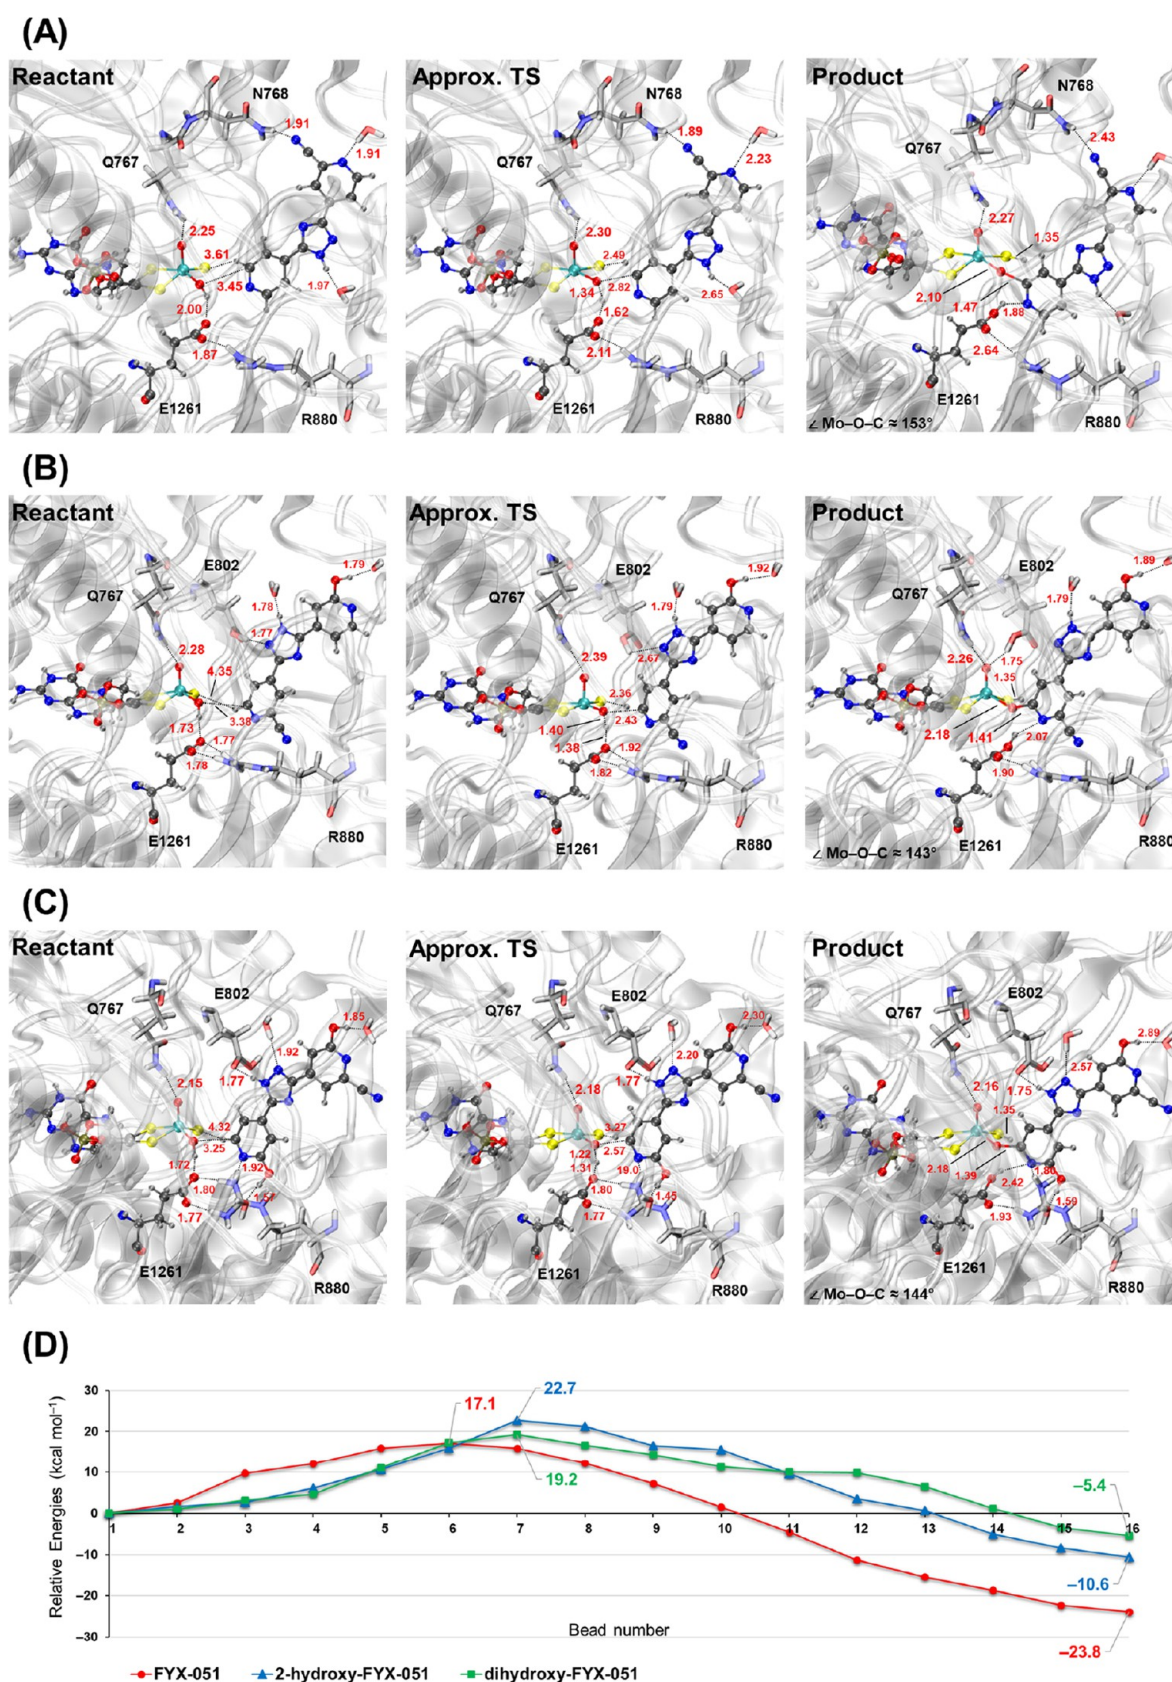 (A)
Reactant
N768
Q767
1.91
1.91
2.25
3.61
3.45
1.97
2.00
1.87
E1261
R880
Approx. TS
1.89
2.23
2.30
2.49
2.82
1.34
1.62
2.65
2.11
Product
N768
Q767
2.43
2.27
1.35
2.10
1.47
1.88
2.64
E1261
R880
∠ Mo–O–C ≈ 153°
(B)
Reactant
E802
Q767
1.79
1.78
1.77
2.28
4.35
3.38
1.73
1.77
1.78
E1261
R880
Approx. TS
E802
Q767
1.92
1.79
2.67
2.39
2.36
2.43
1.40
1.38
1.92
1.82
E1261
R880
Product
E802
Q767
1.89
1.79
2.26
1.75
1.35
2.18
1.41
2.07
1.90
E1261
R880
∠ Mo–O–C ≈ 143°
(C)
Reactant
E802
Q767
1.85
1.92
1.77
2.15
4.32
3.25
1.72
1.92
1.80
1.57
1.77
E1261
R880
Approx. TS
E802
Q767
2.30
2.20
1.77
2.18
3.27
1.22
2.57
1.31
19.0
1.80
1.45
1.77
E1261
R880
Product
E802
Q767
2.89
2.57
1.75
2.16
1.35
2.18
1.39
1.80
2.42
1.59
1.93
E1261
R880
∠ Mo–O–C ≈ 144°
(D)
Relative Energies (kcal mol⁻¹)
30
20
10
0
–10
–20
–30
1 2 3 4 5 6 7 8 9 10 11 12 13 14 15 16
17.1
22.7
19.2
–5.4
–10.6
–23.8
Bead number
FYX-051 2-hydroxy-FYX-051 dihydroxy-FYX-051